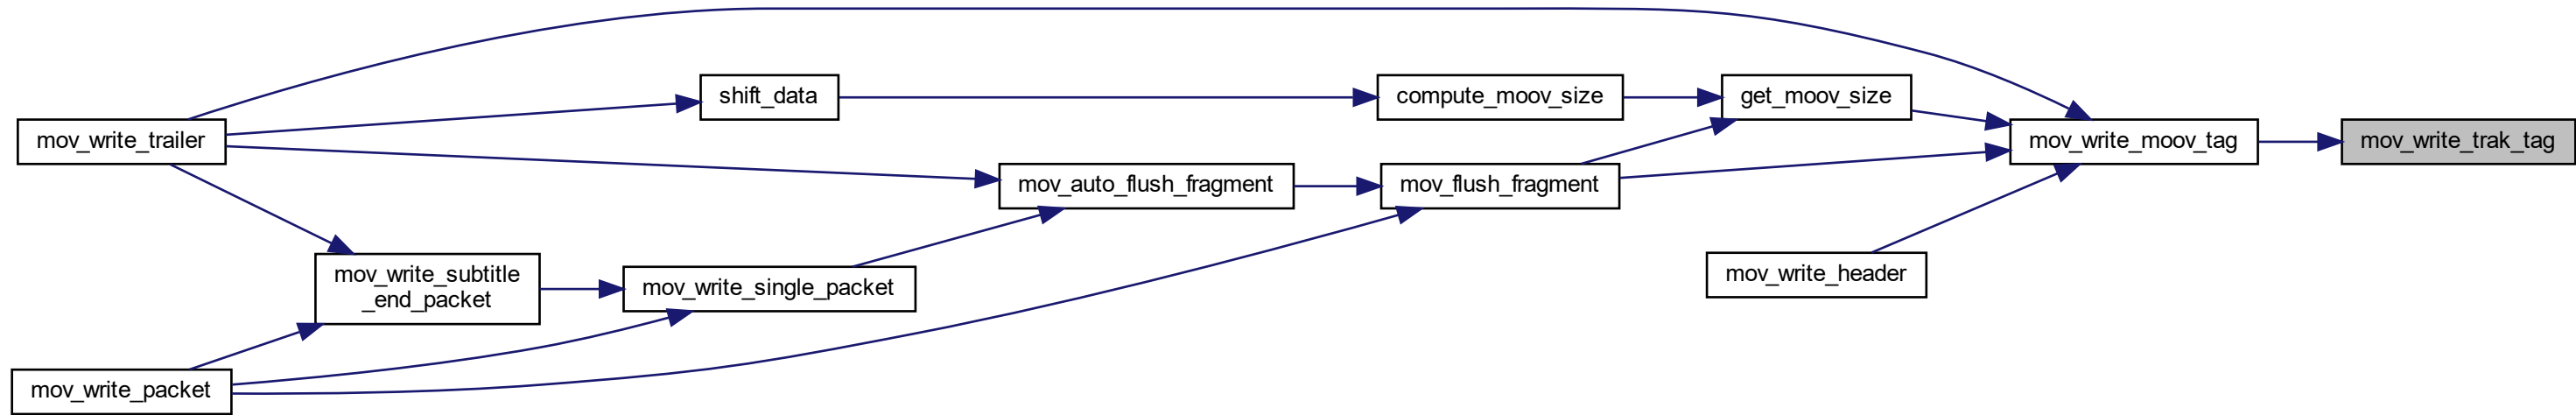 shift_data
compute_moov_size
get_moov_size
mov_write_trailer
mov_write_moov_tag
mov_write_trak_tag
mov_auto_flush_fragment
mov_flush_fragment
mov_write_subtitle
_end_packet
mov_write_single_packet
mov_write_header
mov_write_packet